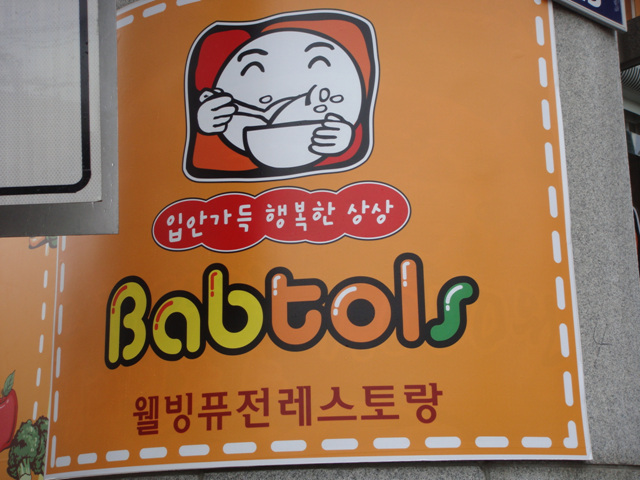 입안가득 행복한 상상
Babtols
웰빙퓨전레스토랑